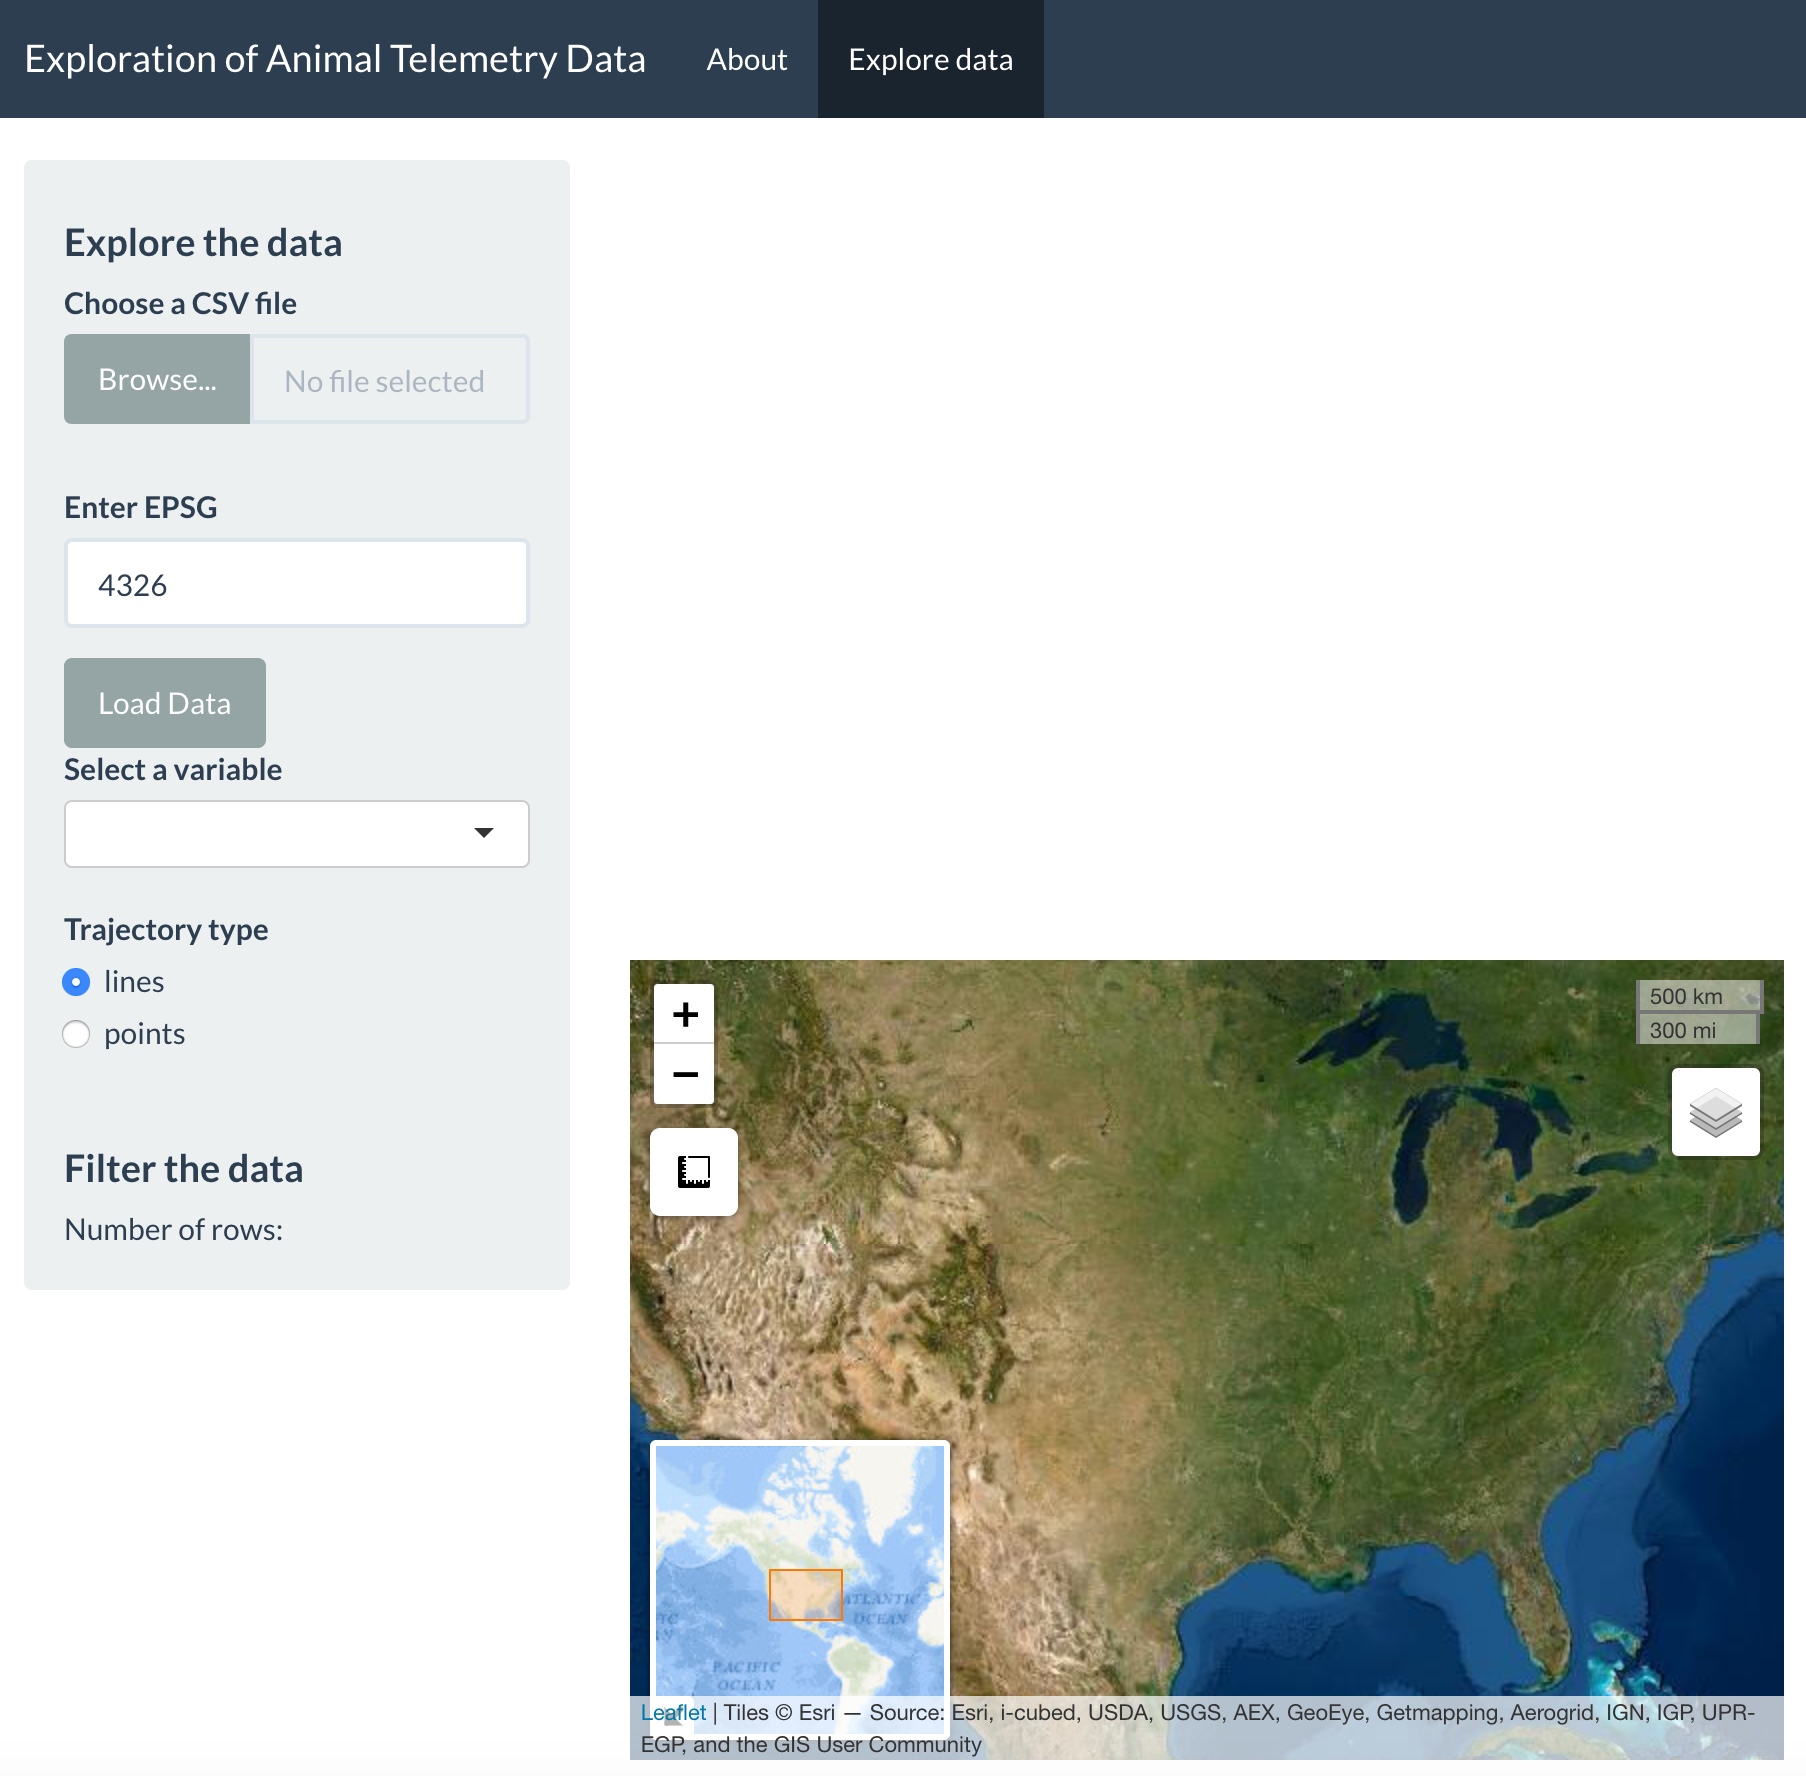 Exploration of Animal Telemetry Data
About
Explore data
Explore the data
Choose a CSV file
Browse...
No file selected
Enter EPSG
4326
Load Data
Select a variable
Trajectory type
lines
points
Filter the data
Number of rows:
+
−
500 km
300 mi
ATLANTIC
OCEAN
PACIFIC
OCEAN
Leaflet | Tiles © Esri — Source: Esri, i-cubed, USDA, USGS, AEX, GeoEye, Getmapping, Aerogrid, IGN, IGP, UPR-
EGP, and the GIS User Community